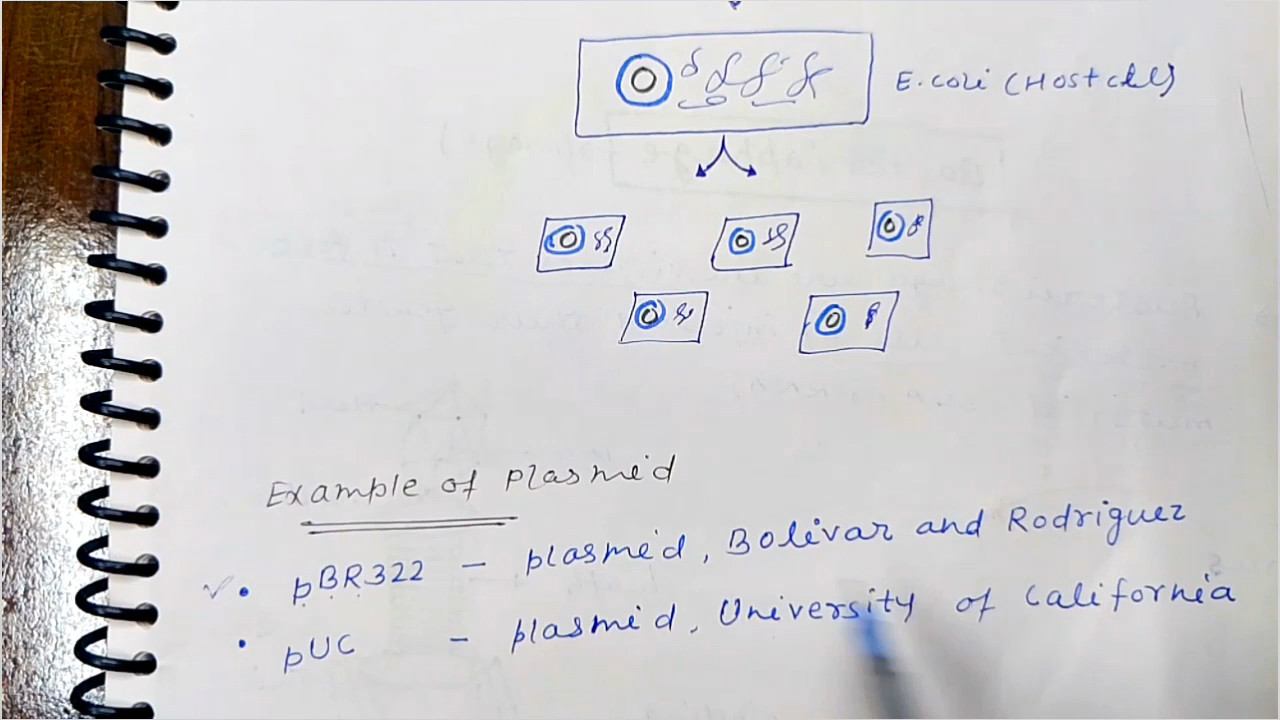 E.coli (Host cell)
Example of plasmid
• pBR322 - plasmid, Bolivar and Rodriguez
• pUC - plasmid, University of California